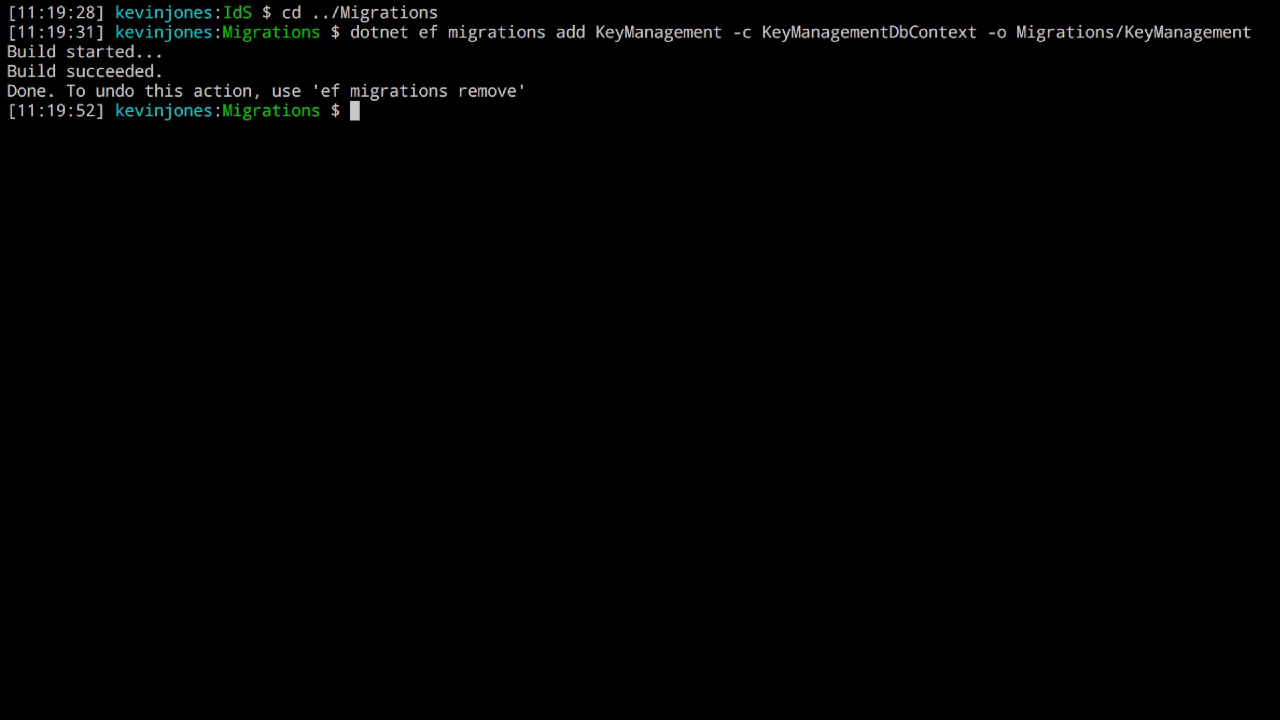 [11:19:28] kevinjones:IdS $ cd ../Migrations
[11:19:31] kevinjones:Migrations $ dotnet ef migrations add KeyManagement -c KeyManagementDbContext -o Migrations/KeyManagement
Build started...
Build succeeded.
Done. To undo this action, use 'ef migrations remove'
[11:19:52] kevinjones:Migrations $